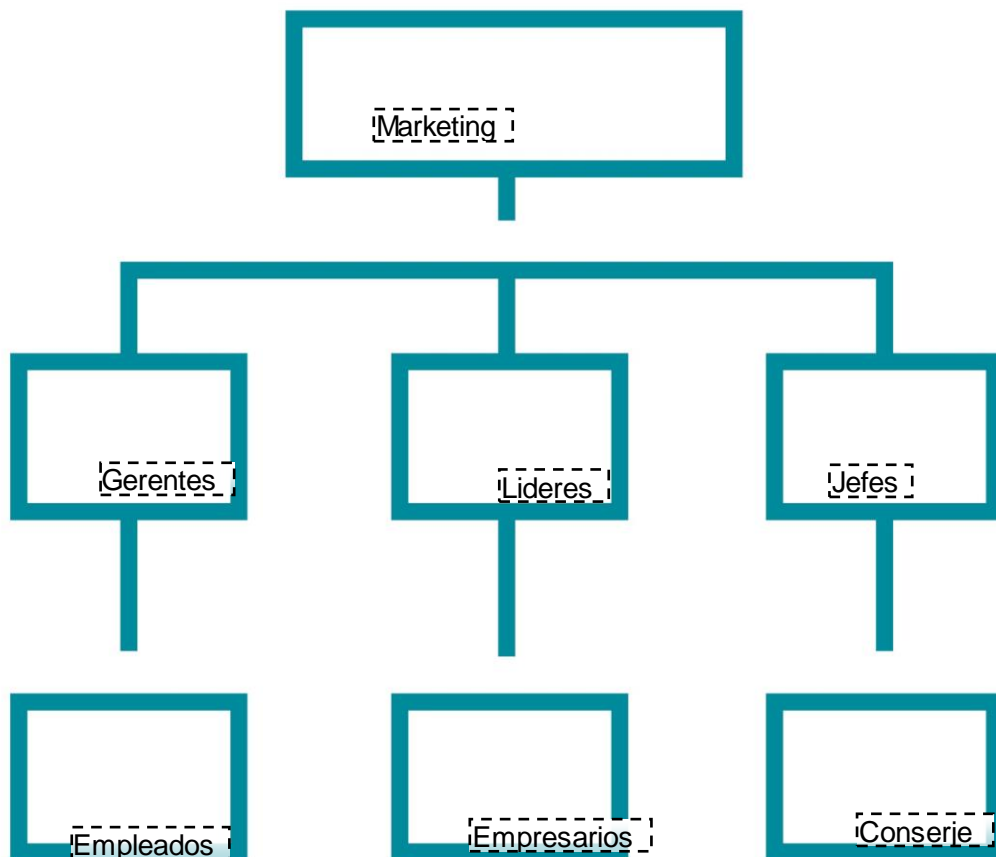 Marketing
Gerentes
Lideres
Jefes
Empleados
Empresarios
Conserje